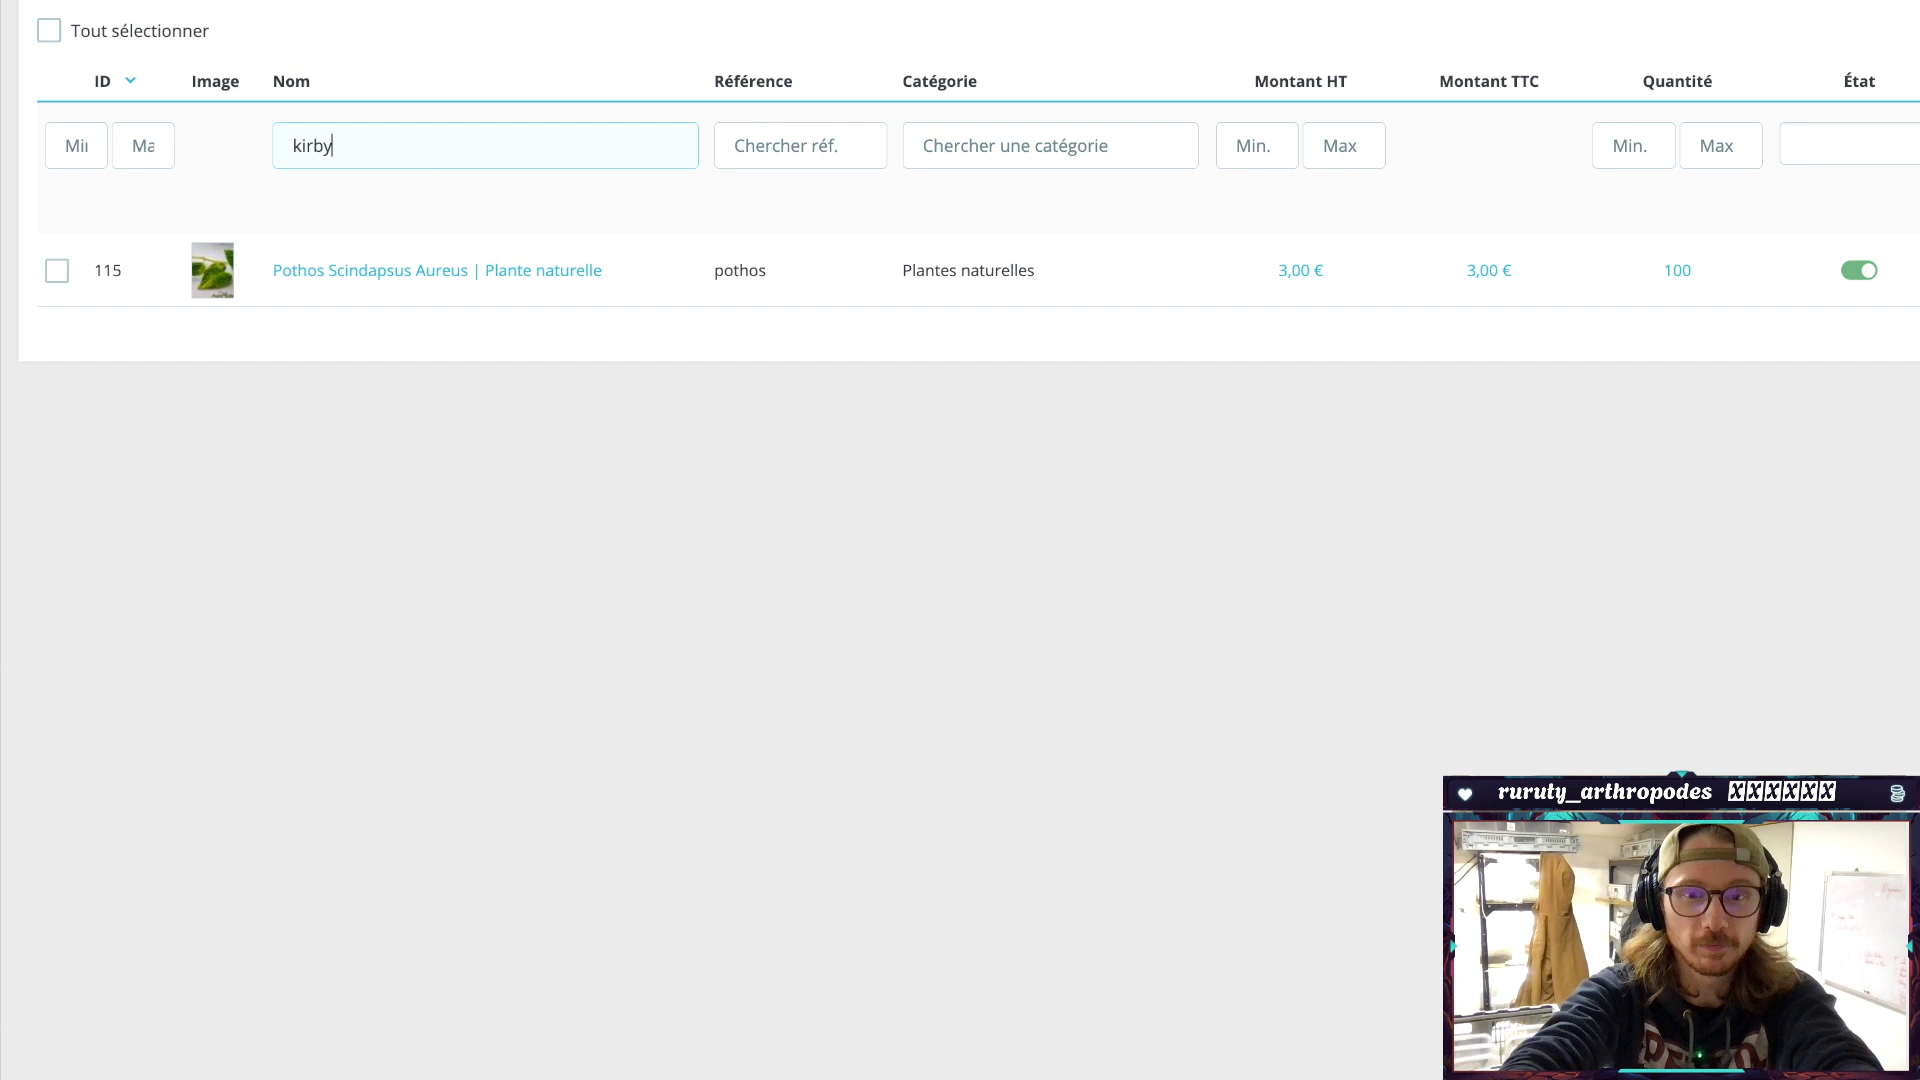 Tout sélectionner
ID Image Nom Référence Catégorie Montant HT Montant TTC Quantité État
Min Ma kirby Chercher réf. Chercher une catégorie Min. Max Min. Max
115 Pothos Scindapsus Aureus | Plante naturelle pothos Plantes naturelles 3,00 € 3,00 € 100
ruruty_arthropodes